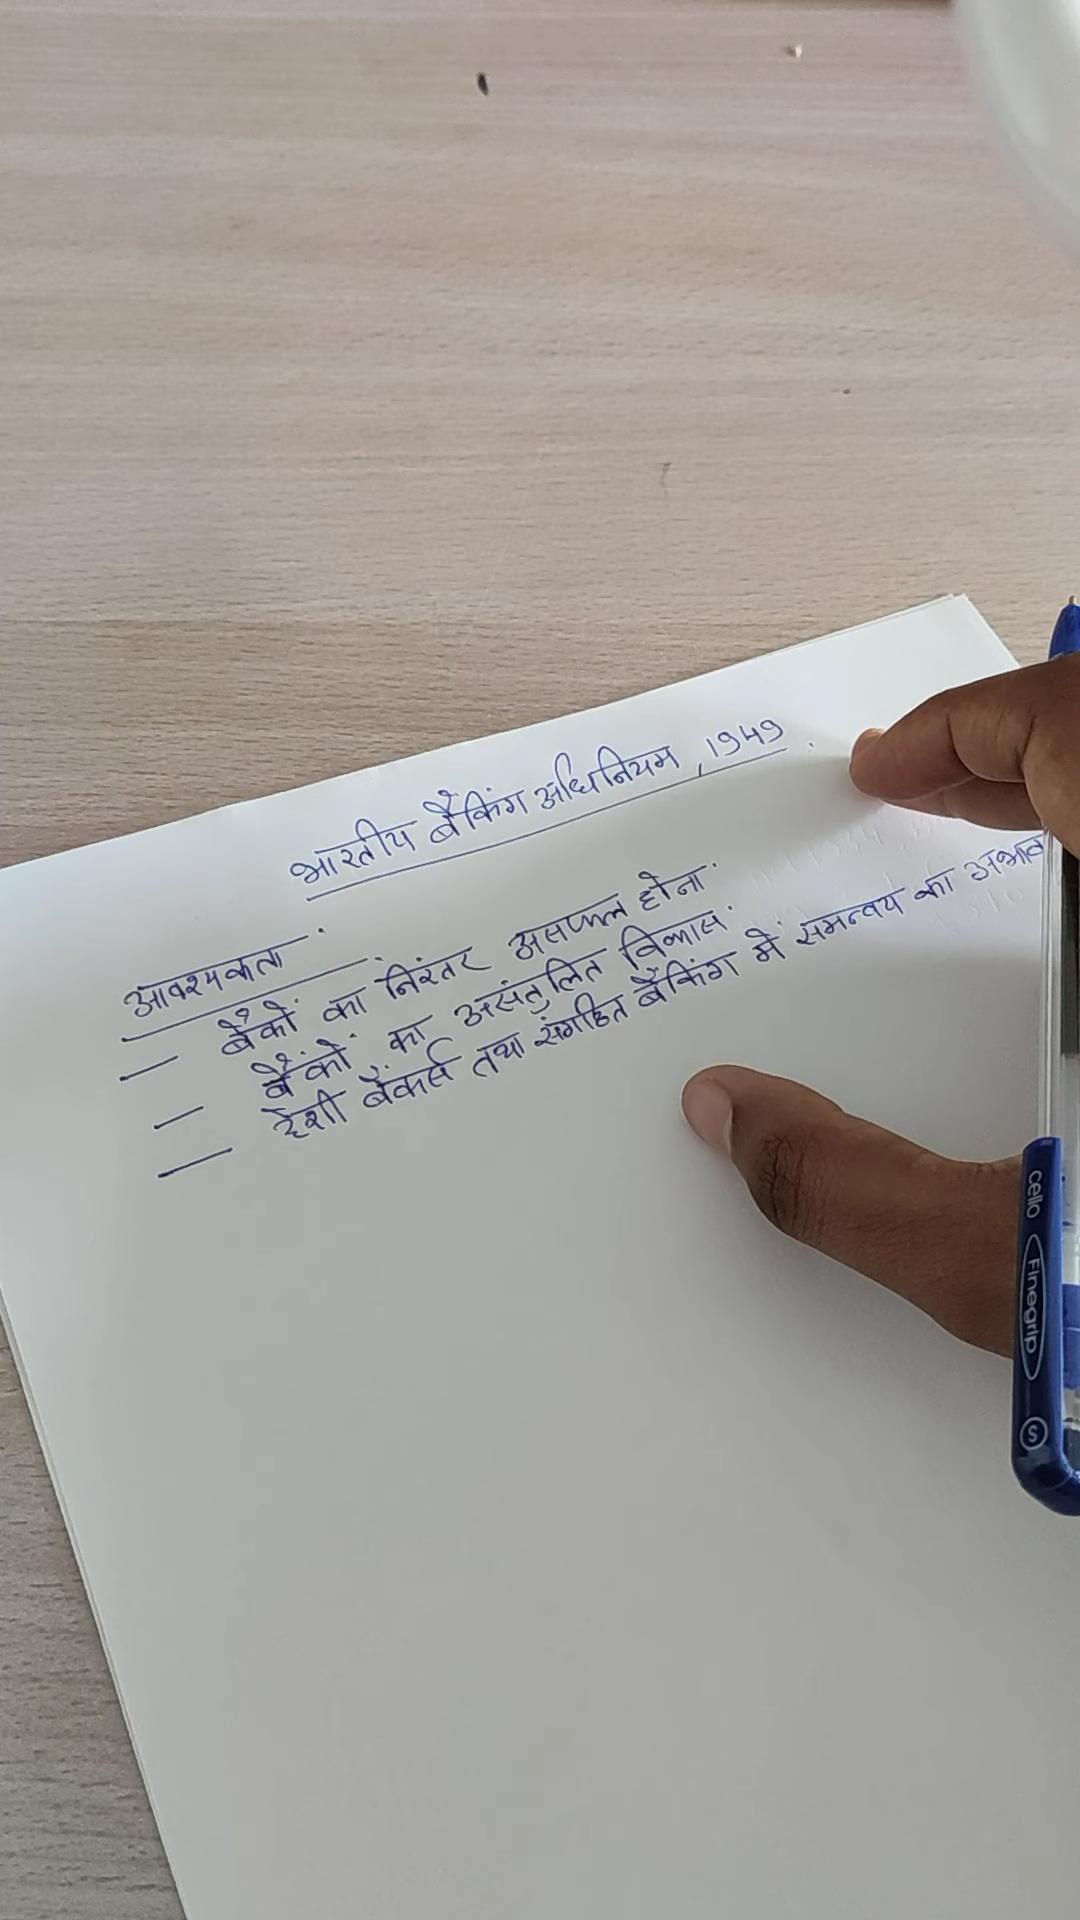 भारतीय बैंकिंग अधिनियम, 1949.
आवश्यकता
— बैंकों का निरंतर असफल होना.
— बैंकों का असंतुलित विकास.
— देशी बैंकर्स तथा संगठित बैंकिंग में समन्वय का अभाव
cello Finegrip
S